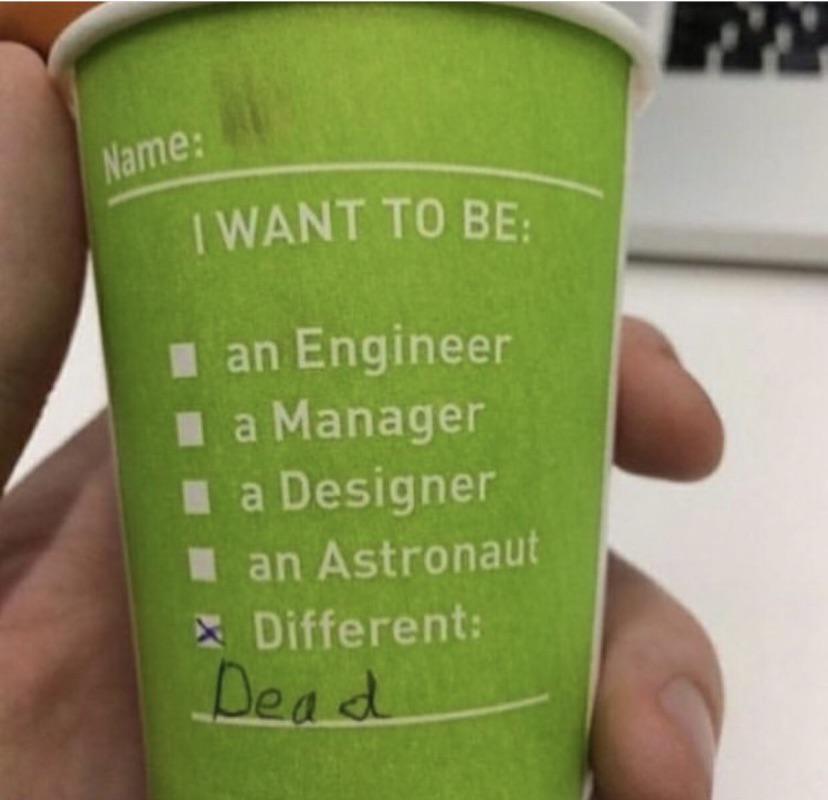 Name:
I WANT TO BE:
an Engineer
a Manager
a Designer
an Astronaut
Different:
Dead